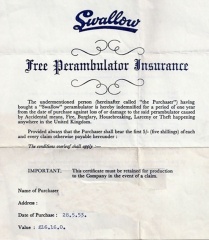 Swallow
Free Perambulator Insurance
The undermentioned person (hereinafter called "the Purchaser") having
bought a "Swallow" perambulator is hereby indemnified for a period of one year
from the date of purchase against loss of or damage to the said perambulator caused
by Accidental Means, Fire, Burglary, Housebreaking, Larceny or Theft happening
anywhere in the United Kingdom.
Provided always that the Purchaser shall bear the first 5/- (five shillings) of each
and every claim otherwise payable hereunder :
The conditions overleaf shall apply :—
IMPORTANT. This certificate must be retained for production
to the Company in the event of a claim.
Name of Purchaser
Address :
Date of Purchase : 20.5.55.
Value : £16.16.0.